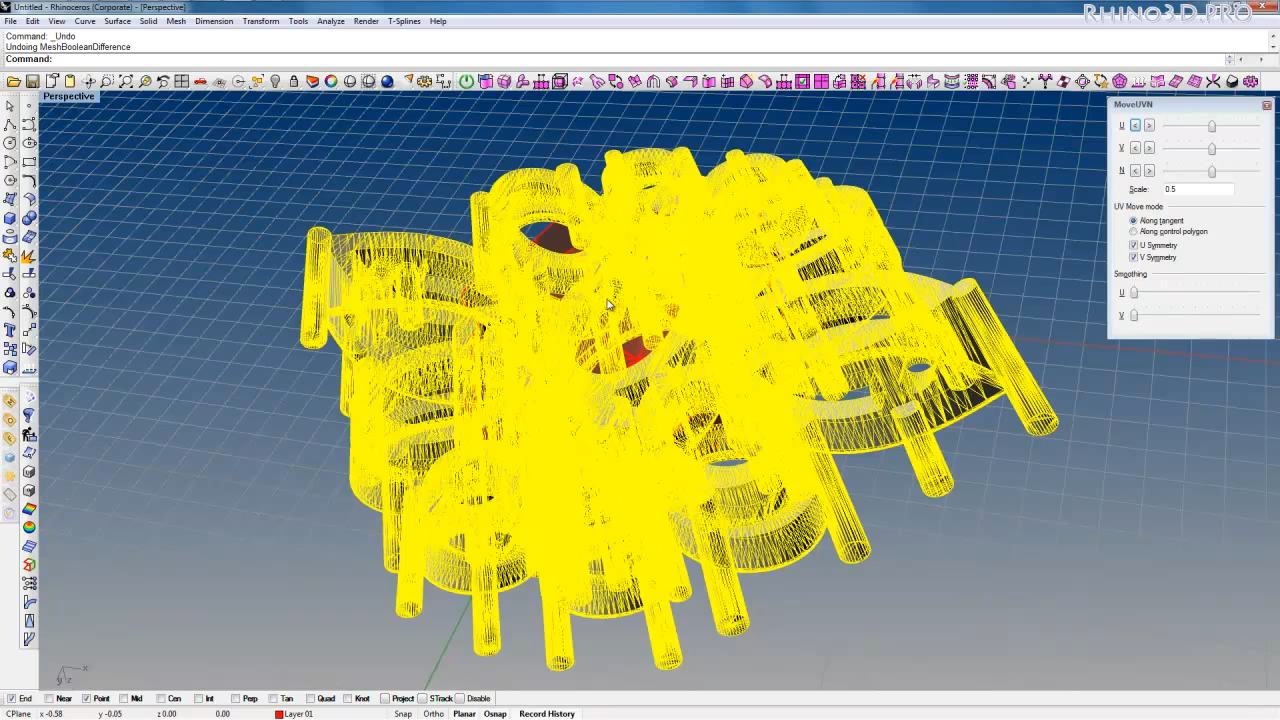 Untitled - Rhinoceros (Corporate) - [Perspective]
RHINO3D.PRO
File Edit View Curve Surface Solid Mesh Dimension Transform Tools Analyze Render T-Splines Help
Command: _Undo
Undoing MeshBooleanDifference
Command:
Perspective
MoveUVN
U < >
V < >
N < >
Scale: 0.5
UV Move mode
Along tangent
Along control polygon
U Symmetry
V Symmetry
Smgothing
U
V
x
y
z
End Near Point Mid Cen Int Perp Tan Quad Knot Project STrack Disable
CPlane x -0.58 y -0.05 z 0.00 0.00 Layer 01 Snap Ortho Planar Osnap Record History